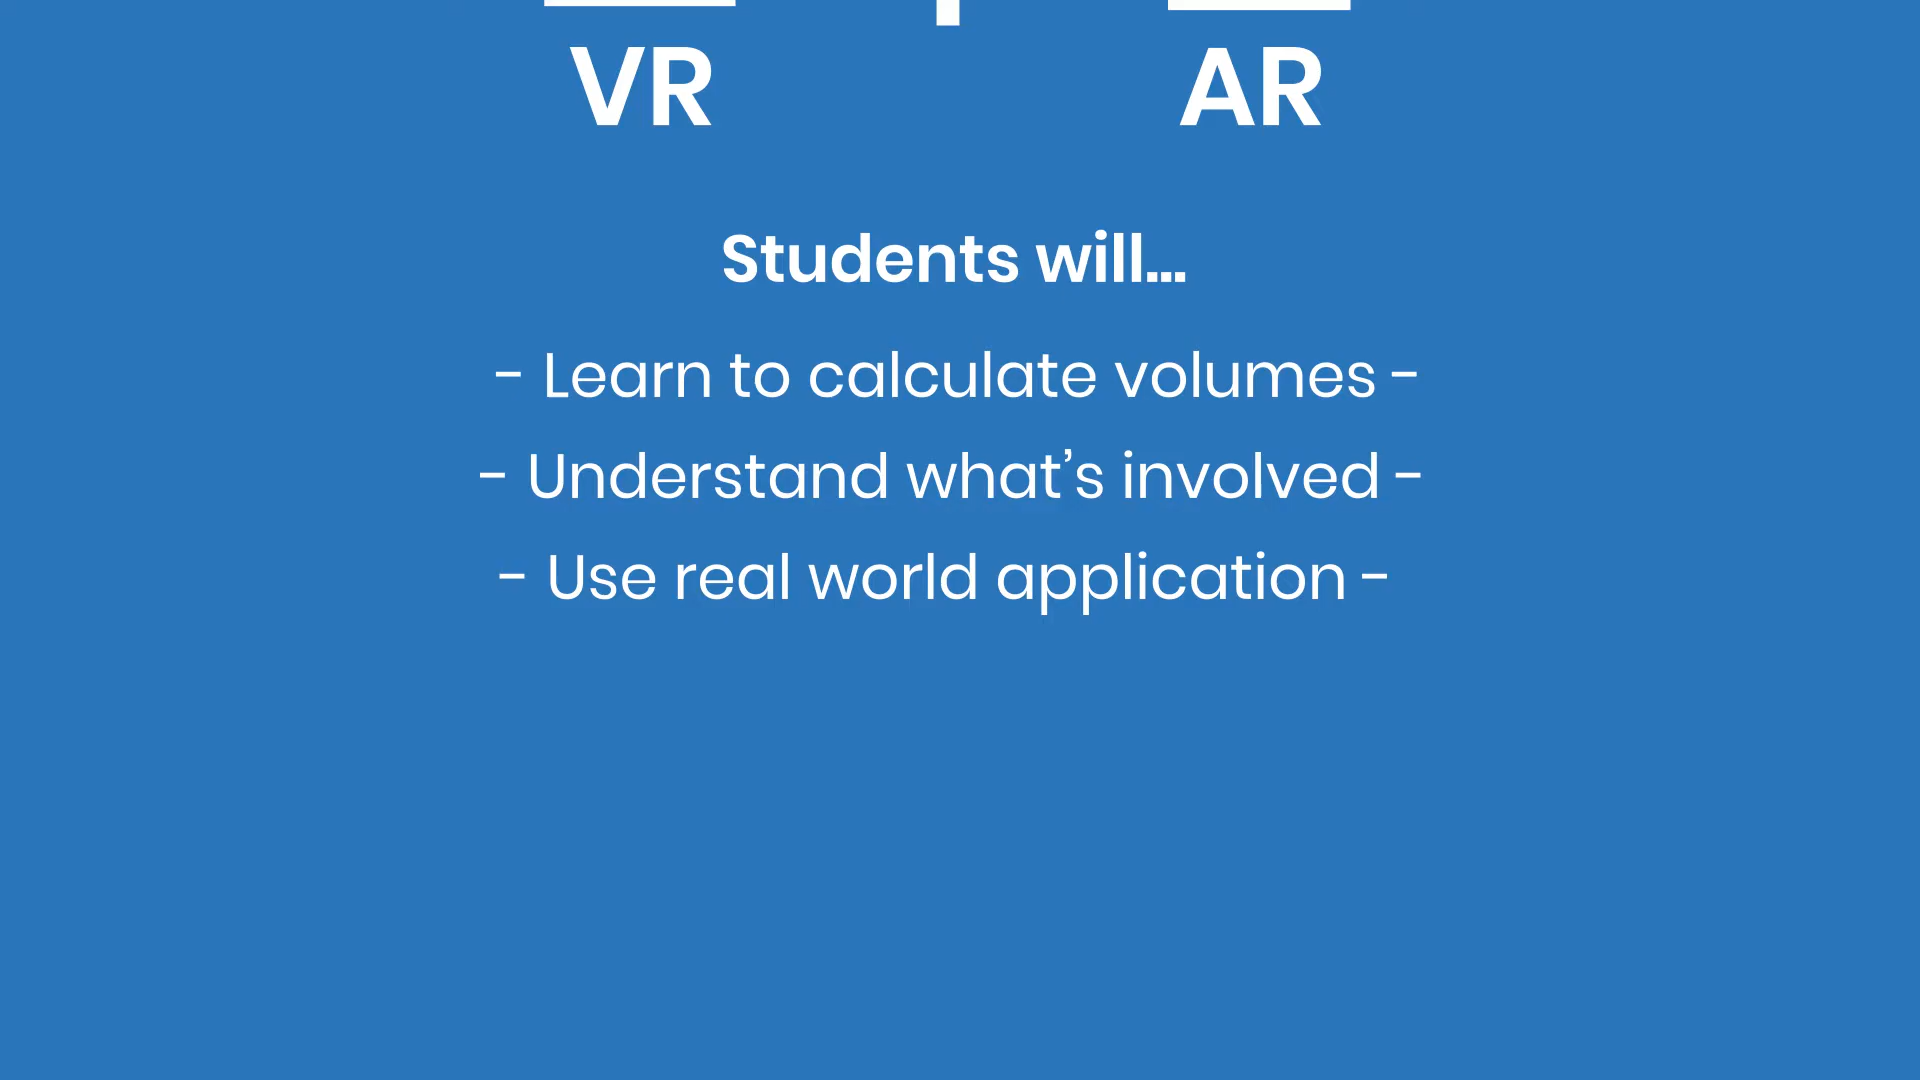 VR AR
Students will...
- Learn to calculate volumes -
- Understand what’s involved -
- Use real world application -